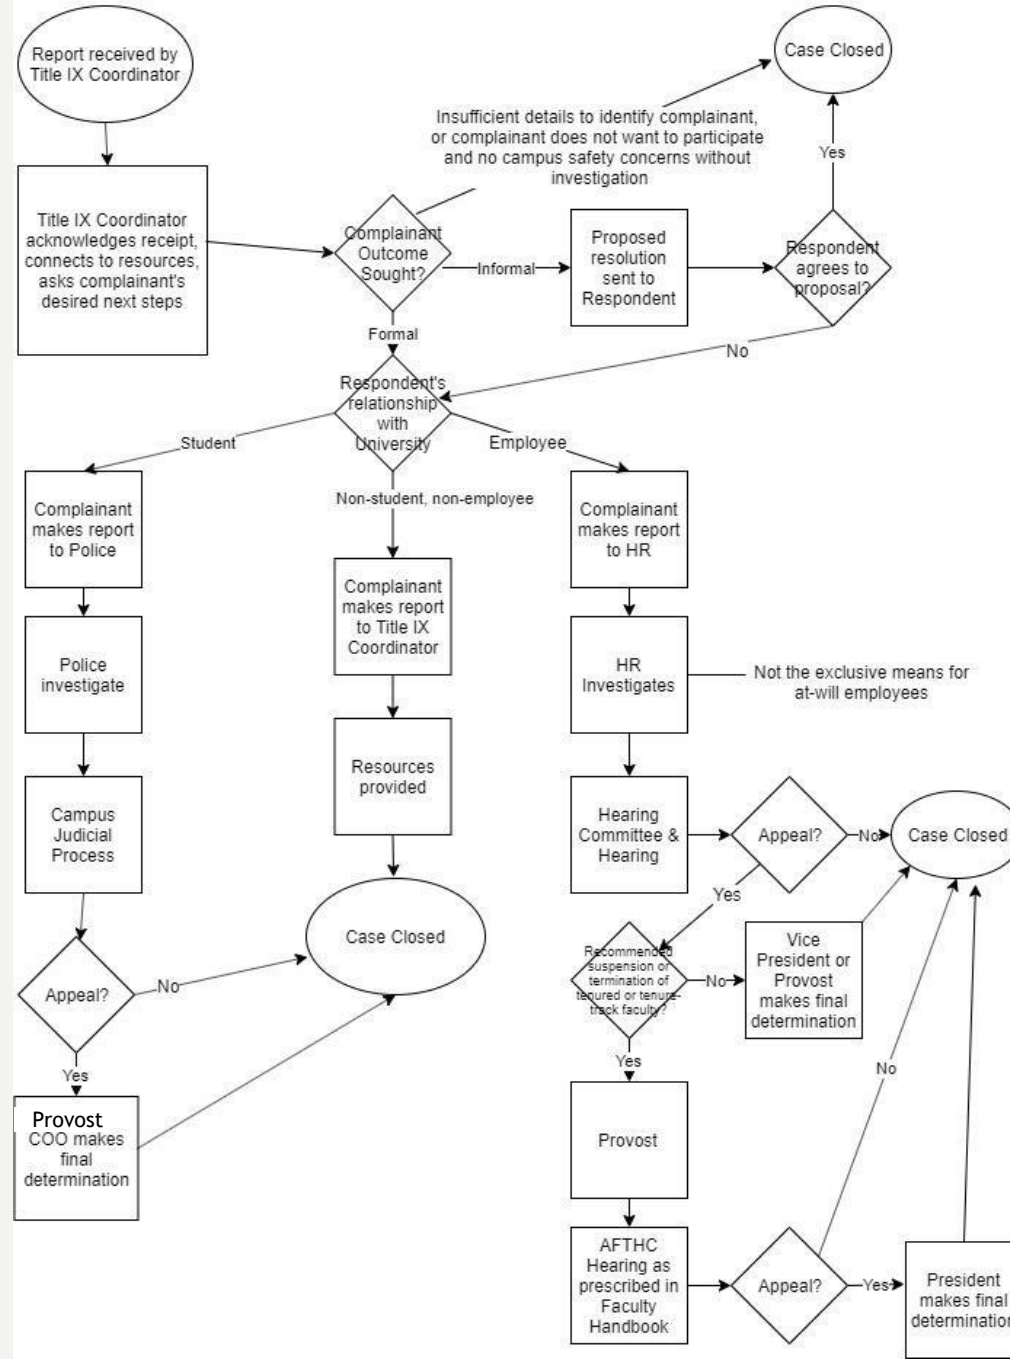 Report received by
Title IX Coordinator
Case Closed
Insufficient details to identify complainant,
or complainant does not want to participate
and no campus safety concerns without
investigation
Yes
Title IX Coordinator
acknowledges receipt,
connects to resources,
asks complainant's
desired next steps
Complainant
Outcome
Sought?
Informal
Proposed
resolution
sent to
Respondent
Respondent
agrees to
proposal?
Formal
No
Respondent's
relationship
with
University
Student
Employee
Non-student, non-employee
Complainant
makes report
to Police
Complainant
makes report
to Title IX
Coordinator
Complainant
makes report
to HR
Police
investigate
HR
Investigates
Not the exclusive means for
at-will employees
Resources
provided
Campus
Judicial
Process
Hearing
Committee &
Hearing
Appeal?
No
Case Closed
Yes
Case Closed
Appeal?
No
Recommended
suspension or
termination of
tenured or tenure-
track faculty?
No
Vice
President or
Provost
makes final
determination
Yes
Yes
No
Provost
COO makes
final
determination
Provost
AFTHC
Hearing as
prescribed in
Faculty
Handbook
Appeal?
Yes
President
makes final
determination